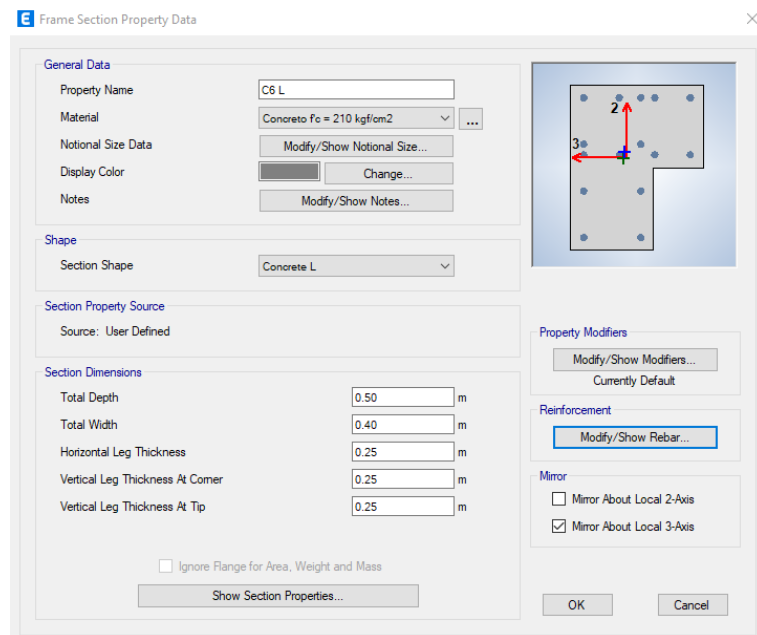 E Frame Section Property Data
General Data
Property Name C6 L
Material Concreto f'c = 210 kgf/cm2 ...
Notional Size Data Modify/Show Notional Size...
Display Color Change...
Notes Modify/Show Notes...
Shape
Section Shape Concrete L
Section Property Source
Source: User Defined
Section Dimensions
Total Depth 0.50 m
Total Width 0.40 m
Horizontal Leg Thickness 0.25 m
Vertical Leg Thickness At Corner 0.25 m
Vertical Leg Thickness At Tip 0.25 m
Ignore Flange for Area, Weight and Mass
Show Section Properties...
2
3
Property Modifiers
Modify/Show Modifiers...
Currently Default
Reinforcement
Modify/Show Rebar...
Mirror
Mirror About Local 2-Axis
Mirror About Local 3-Axis
OK Cancel